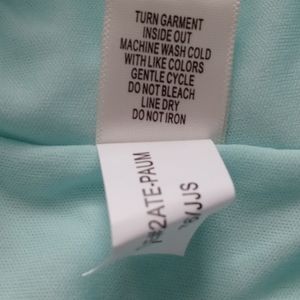 TURN GARMENT
INSIDE OUT
MACHINE WASH COLD
WITH LIKE COLORS
GENTLE CYCLE
DO NOT BLEACH
LINE DRY
DO NOT IRON